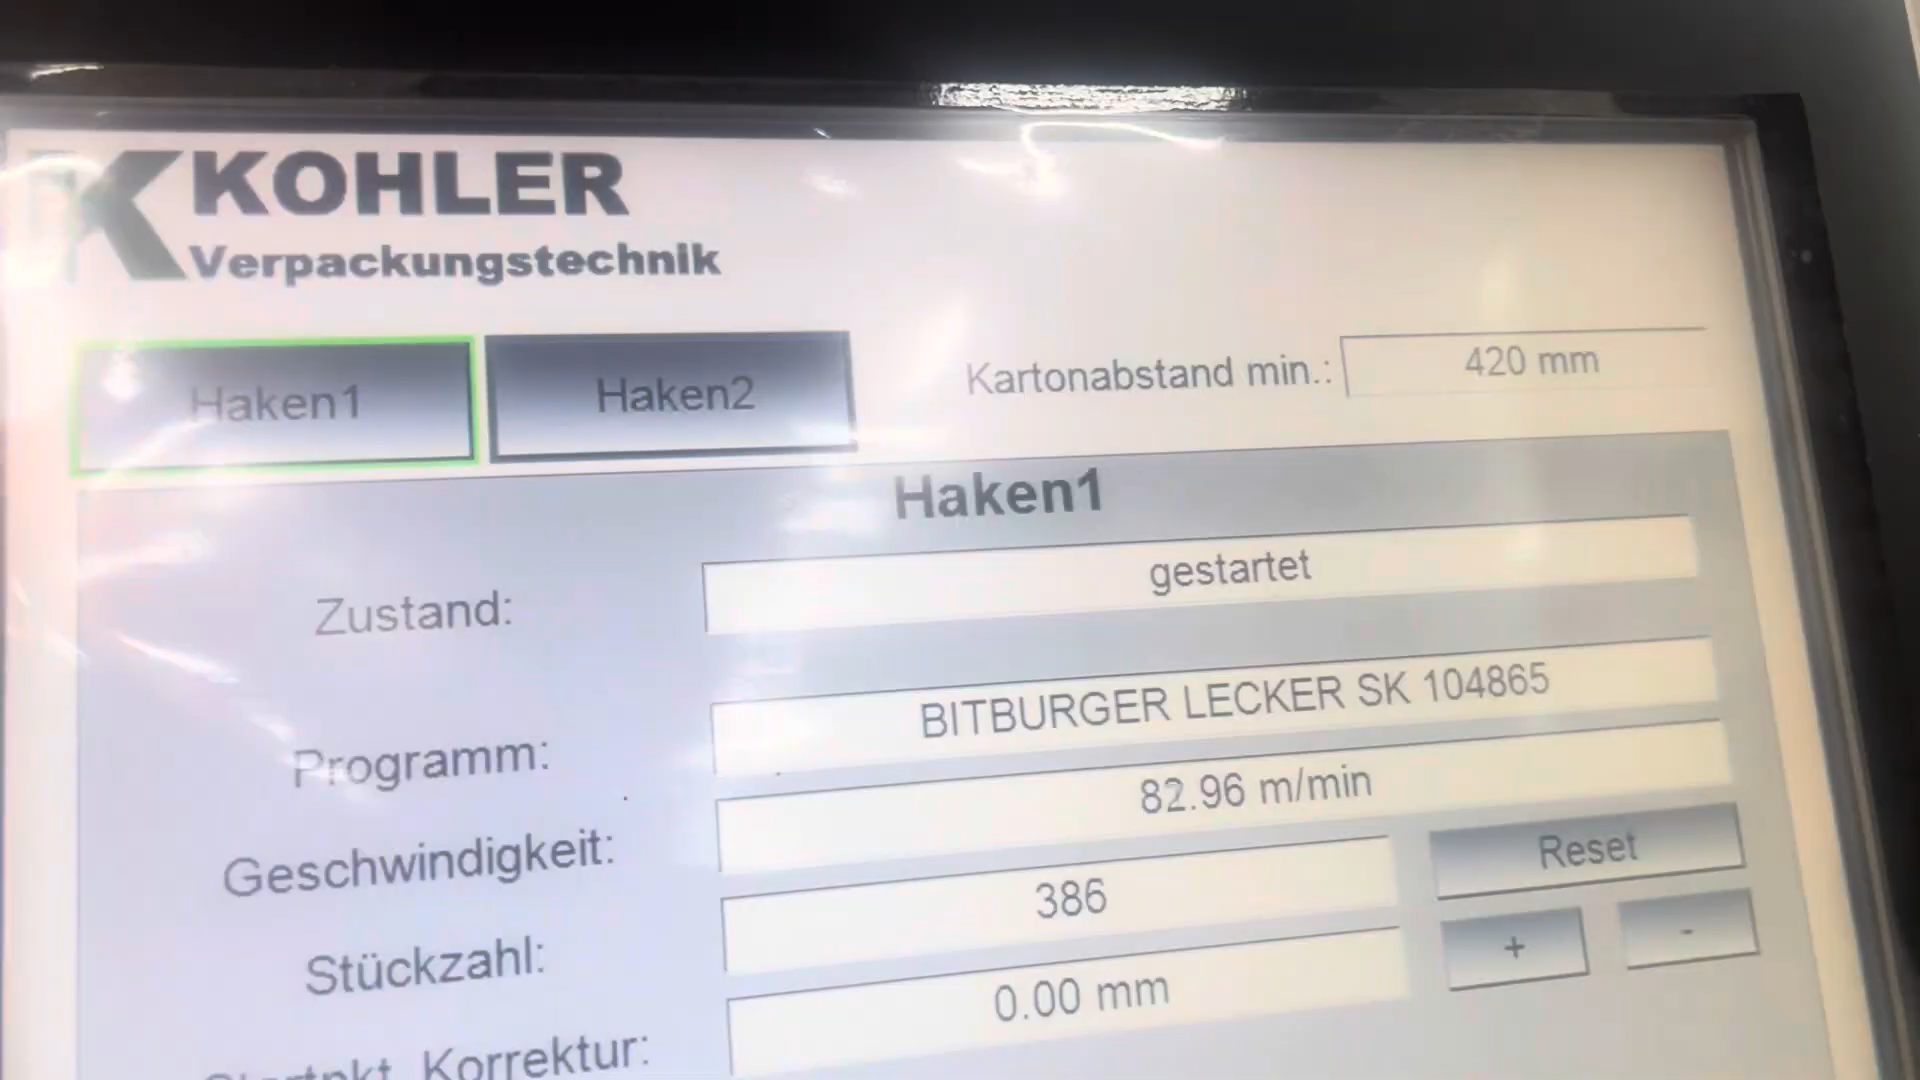 KOHLER
Verpackungstechnik
Haken1
Haken2
Kartonabstand min.: 420 mm
Haken1
Zustand: gestartet
Programm: BITBURGER LECKER SK 104865
Geschwindigkeit: 82.96 m/min
Stückzahl: 386 Reset
Korrektur: 0.00 mm + -